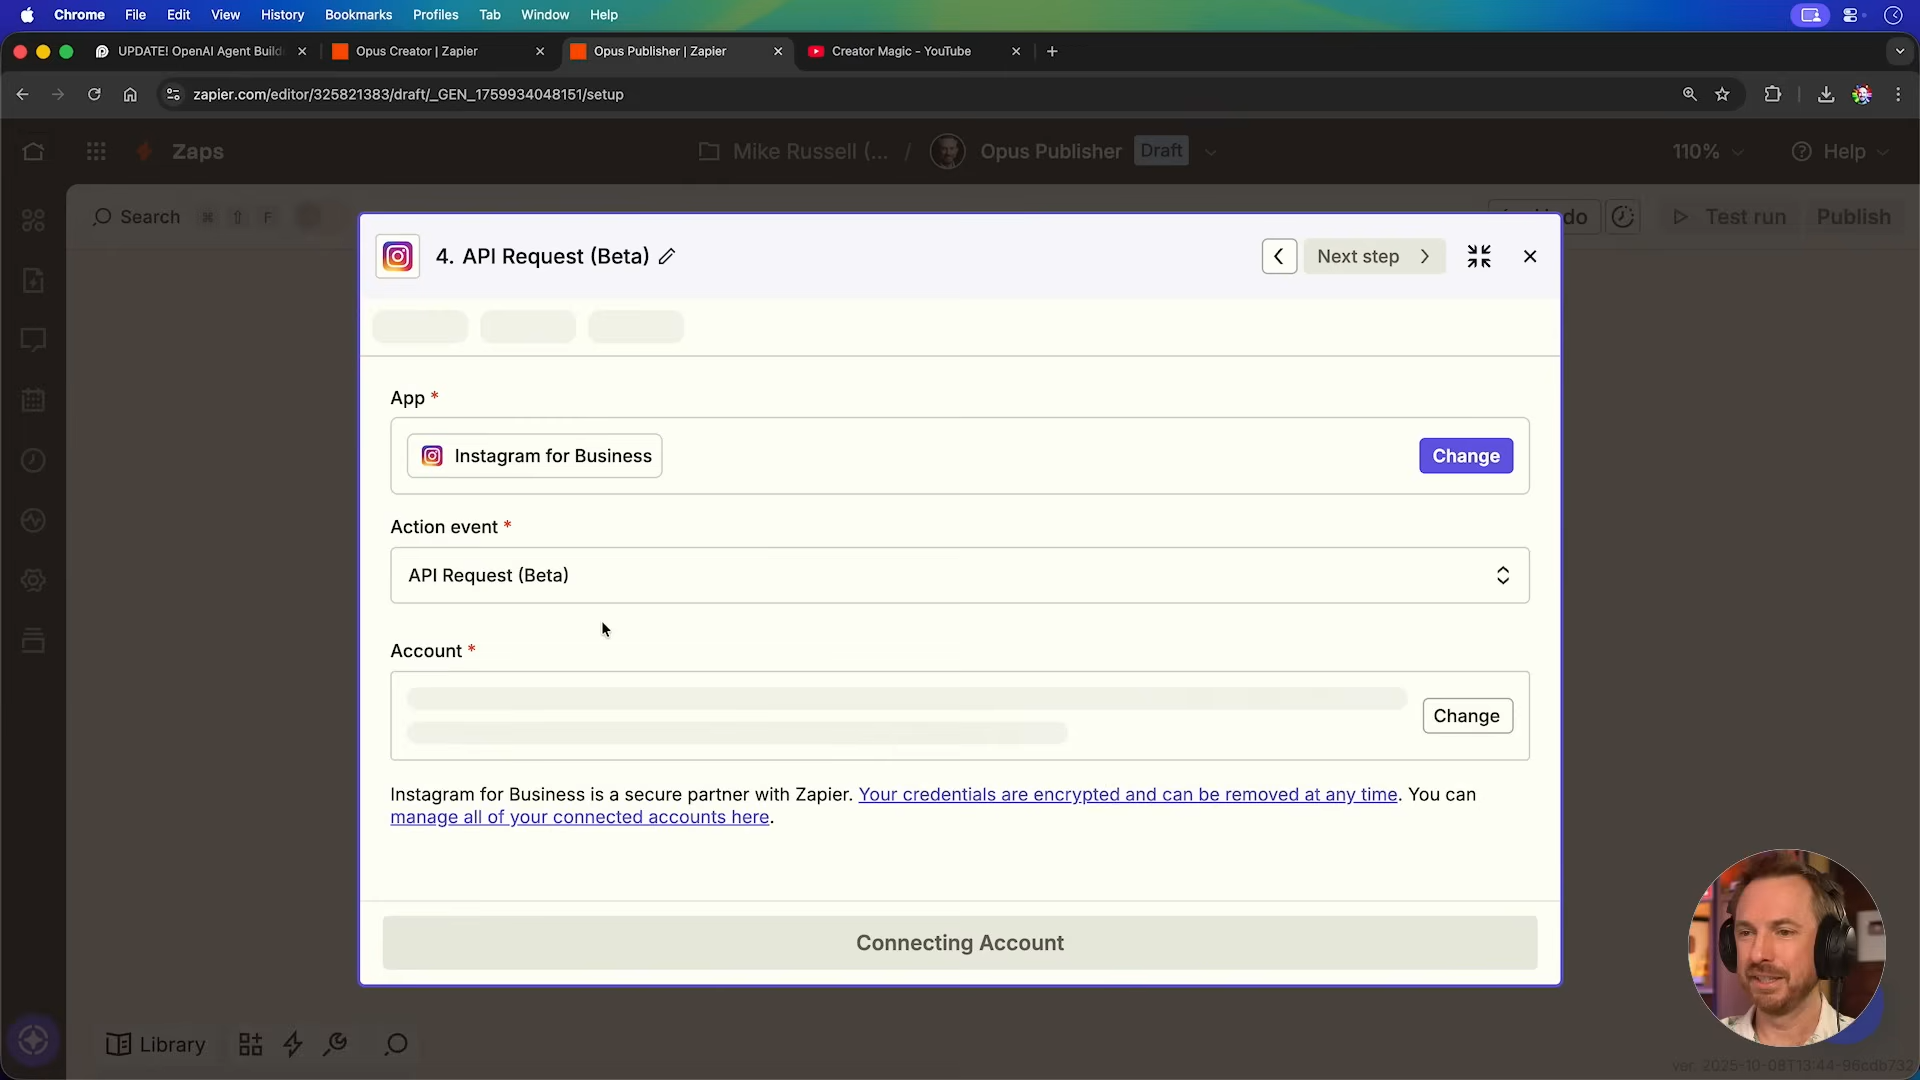 Chrome File Edit View History Bookmarks Profiles Tab Window Help
UPDATE! OpenAI Agent Build
Opus Creator | Zapier
Opus Publisher | Zapier
Creator Magic - YouTube
zapier.com/editor/325821383/draft/_GEN_1759934048151/setup
Zaps
Mike Russell (... / Opus Publisher Draft
110%
Help
Search ⌘ ⇧ F
Test run
Publish
4. API Request (Beta)
Next step
App *
Instagram for Business
Change
Action event *
API Request (Beta)
Account *
Change
Instagram for Business is a secure partner with Zapier. Your credentials are encrypted and can be removed at any time. You can
manage all of your connected accounts here.
Connecting Account
Library
ver. 2025-10-08T13:44-96cdb732